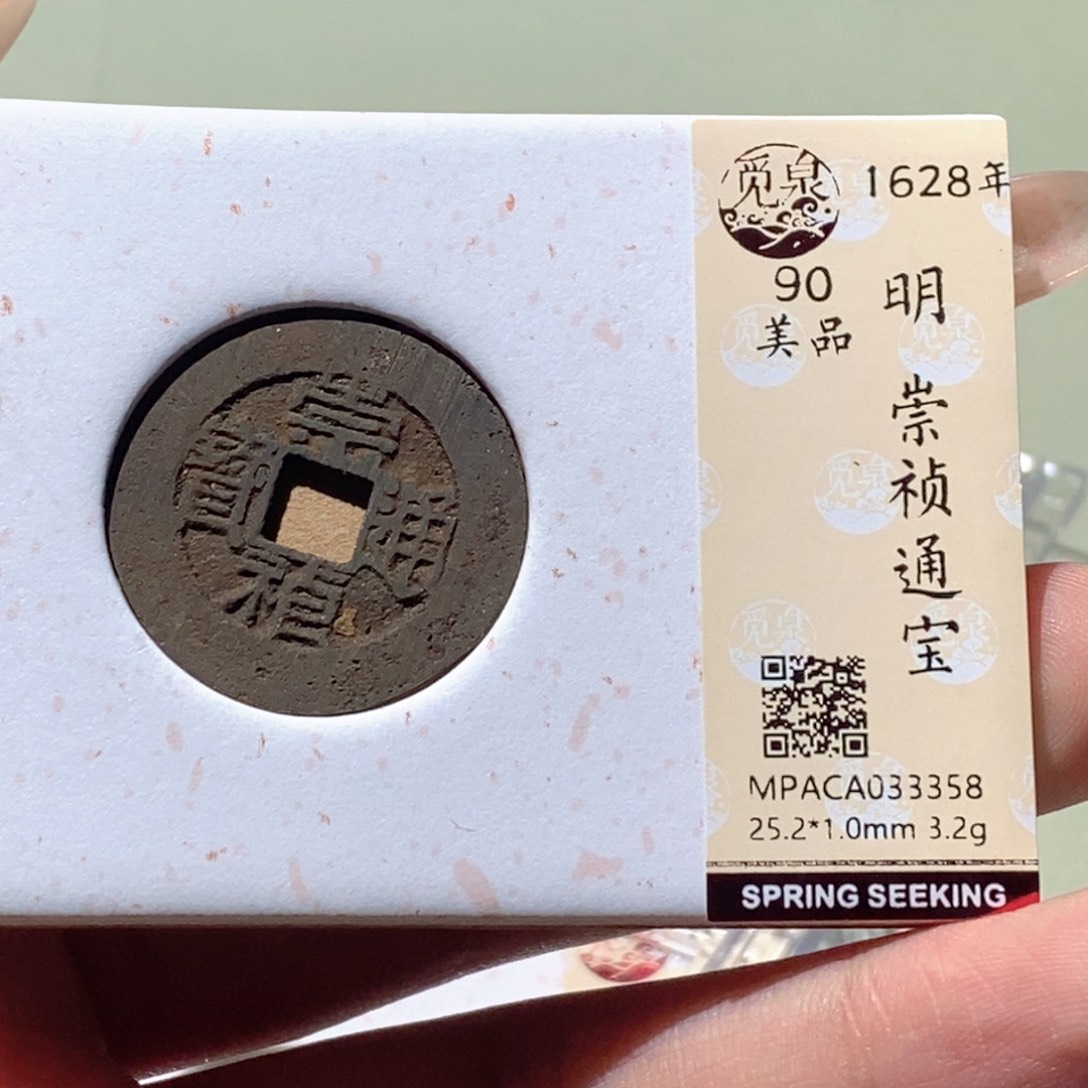 崇禎通寶
觅泉
1628年
90
美品
明 崇祯通宝
MPACA033358
25.2*1.0mm 3.2g
SPRING SEEKING